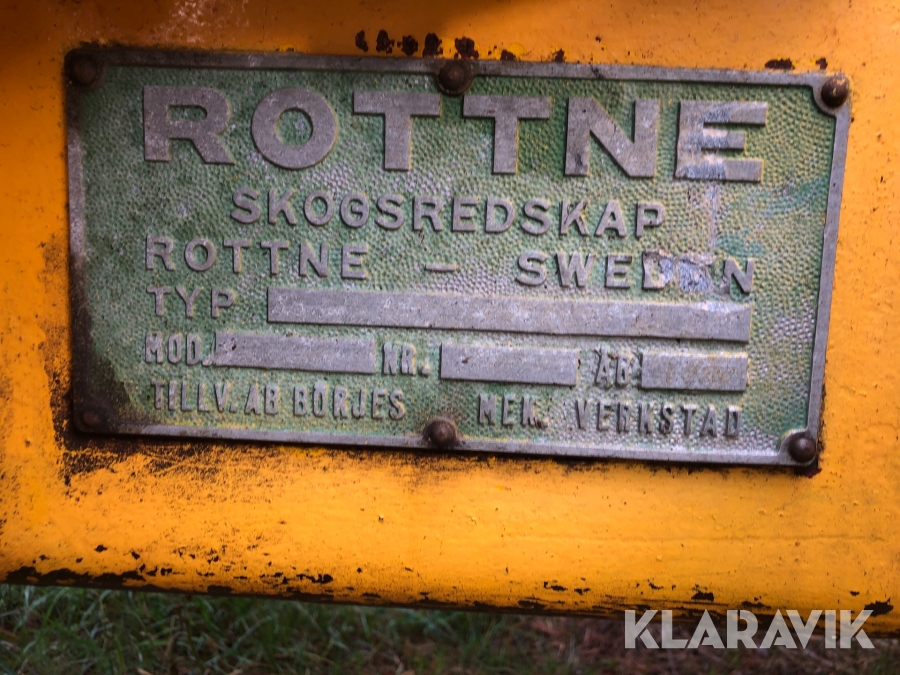 ROTTNE
SKOGSREDSKAP
ROTTNE – SWEDEN
TYP
MOD. NR. ÅR
TILLV. AB BÖRJES MEK. VERKSTAD
KLARAVIK